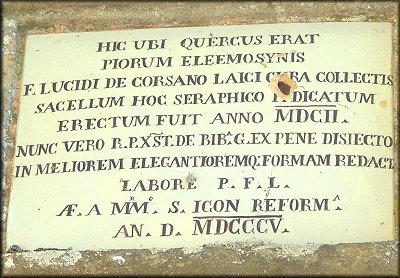 HIC UBI QUERCUS ERAT
PIORUM ELEEMOSYNIS
F. LUCIDI DE CORSANO LAICI CURA COLLECTIS
SACELLUM HOC SERAPHICO P. DICATUM
ERECTUM FUIT ANNO MDCII.
NUNC VERO R.P.XST. DE BIB.A G. EX PENE DISIECTO
IN MELIOREM ELEGANTIOREMQ. FORMAM REDACT.
LABORE P. F. L.
Æ. A MM.° S. ICON REFORM.A
AN. D. MDCCCV.